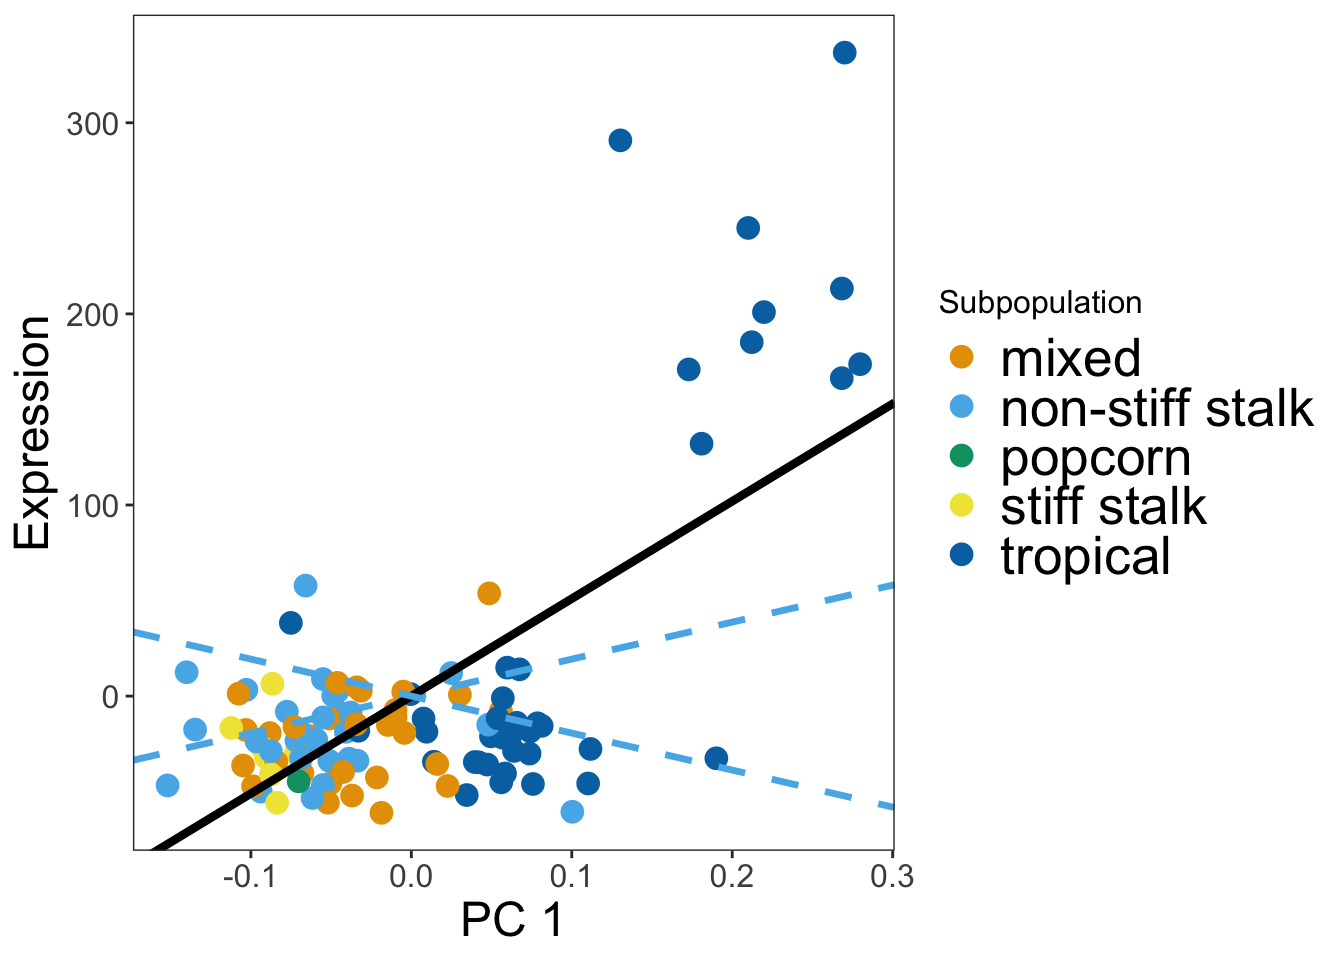 300
200
100
0
Expression
-0.1
0.0
0.1
0.2
0.3
PC 1
Subpopulation
mixed
non-stiff stalk
popcorn
stiff stalk
tropical